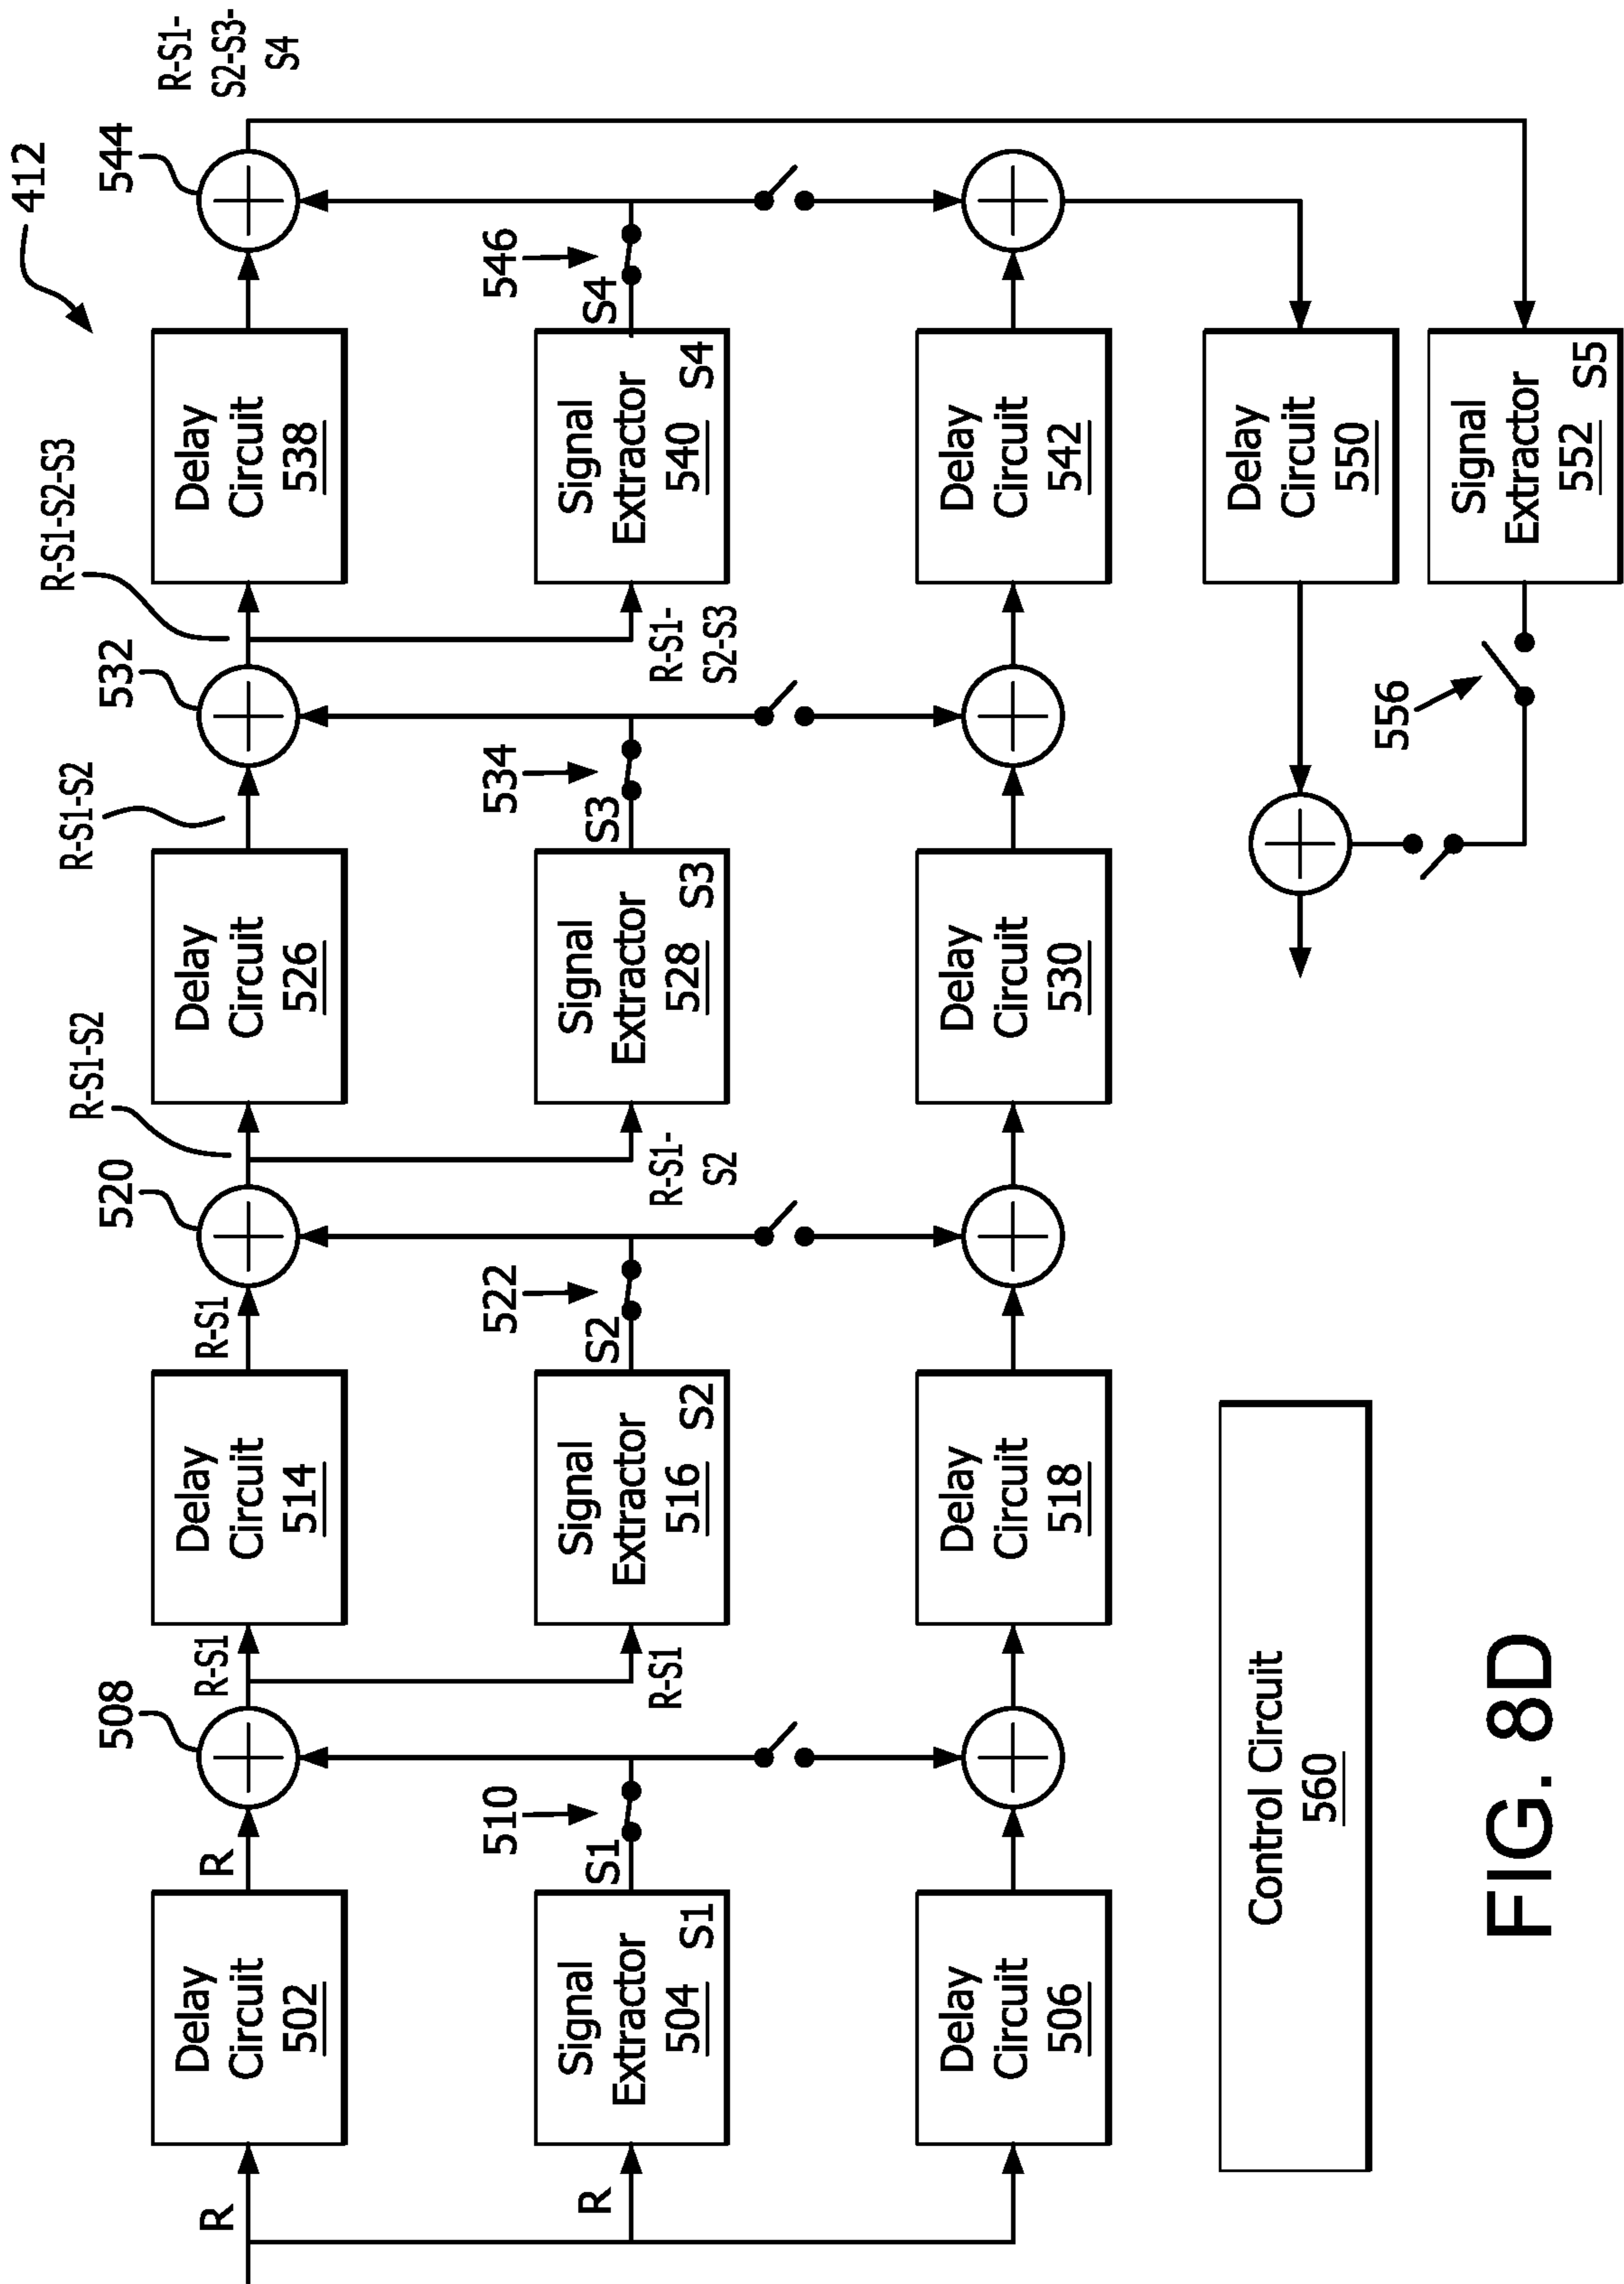 412
R-S1-
S2-S3-
S4
508
520
532
544
R-S1-S2
R-S1-S2
R-S1-S2-S3
R
Delay
Circuit
502
R
R-S1
Delay
Circuit
514
R-S1
Delay
Circuit
526
Delay
Circuit
538
510
522
534
546
R
Signal
Extractor
504 S1
S1
R-S1
Signal
Extractor
516 S2
S2
R-S1-
S2
Signal
Extractor
528 S3
S3
R-S1-
S2-S3
Signal
Extractor
540 S4
S4
Delay
Circuit
506
Delay
Circuit
518
Delay
Circuit
530
Delay
Circuit
542
Control Circuit
560
Delay
Circuit
550
556
Signal
Extractor
552 S5
FIG. 8D